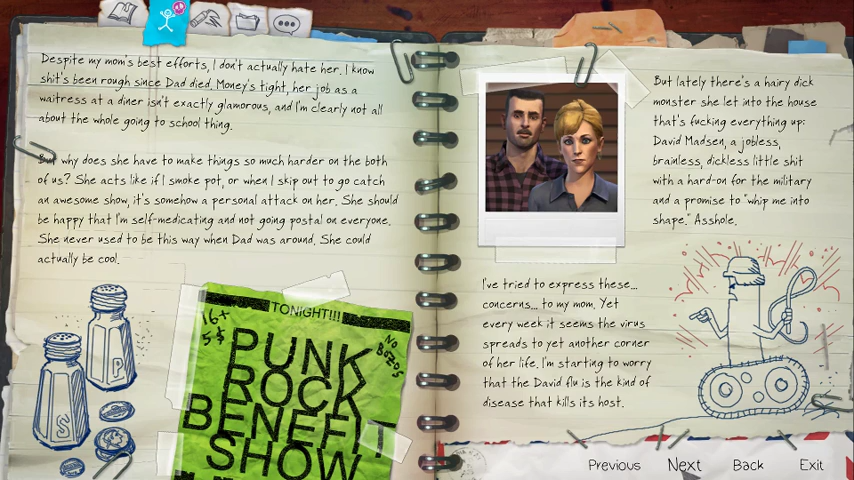 Despite my mom's best efforts, I don't actually hate her. I know
shit's been rough since Dad died. Money's tight, her job as a
waitress at a diner isn't exactly glamorous, and I'm clearly not all
about the whole going to school thing.
But why does she have to make things so much harder on the both
of us? She acts like if I smoke pot, or when I skip out to go catch
an awesome show, it's somehow a personal attack on her. She should
be happy that I'm self-medicating and not going postal on everyone.
She never used to be this way when Dad was around. She could
actually be cool.
P
S
TONIGHT!!!
16+
5$
NO
BOZOS
PUNK
ROCK
BENEFIT
SHOW
But lately there's a hairy dick
monster she let into the house
that's fucking everything up:
David Madsen, a jobless,
brainless, dickless little shit
with a hard-on for the military
and a promise to "whip me into
shape." Asshole.
I've tried to express these...
concerns... to my mom. Yet
every week it seems the virus
spreads to yet another corner
of her life. I'm starting to worry
that the David flu is the kind of
disease that kills its host.
Previous Next Back Exit